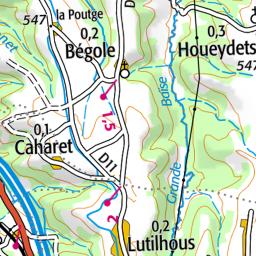 la Poutge
547
0,2
Bégole
D
0,3
Houeydets
547
1,5
Baïse
0,1
Caharet
D11
Grande
2
0,2
Lutilhous